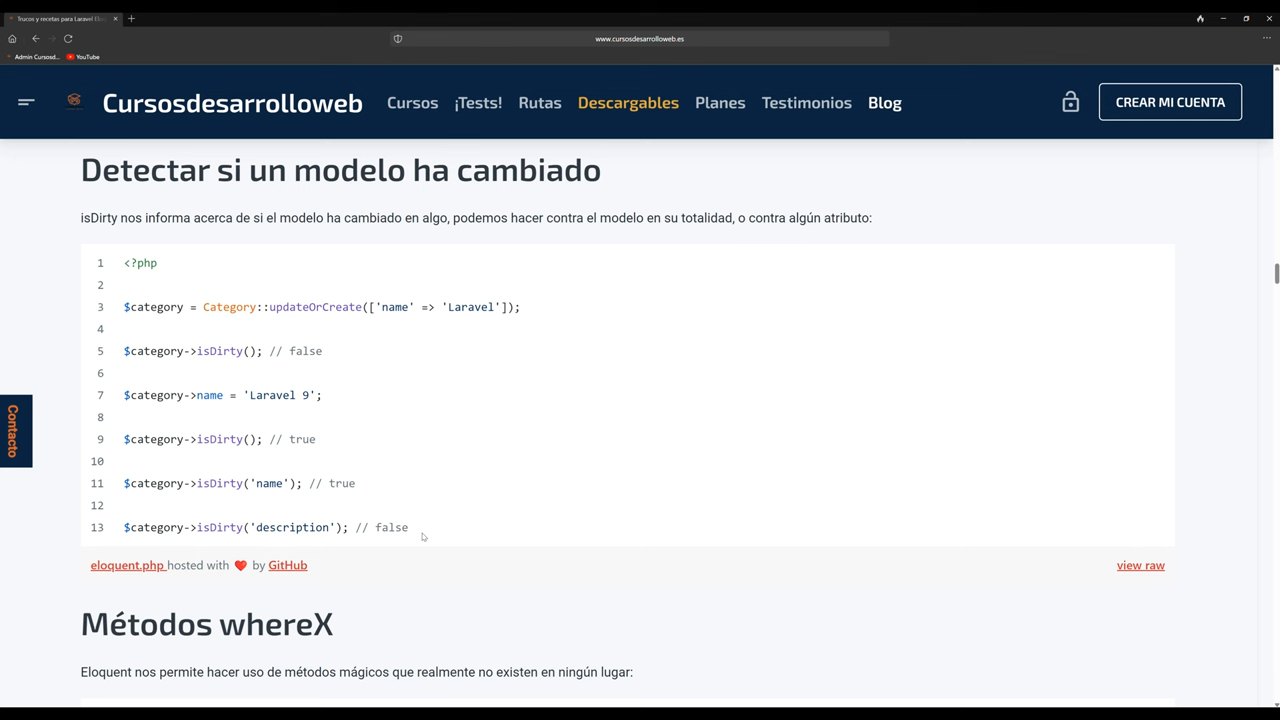 Trucos y recetas para Laravel Elo
www.cursosdesarrolloweb.es
Admin Cursosd...
YouTube
Cursosdesarrolloweb
Cursos
¡Tests!
Rutas
Descargables
Planes
Testimonios
Blog
CREAR MI CUENTA
Detectar si un modelo ha cambiado
isDirty nos informa acerca de si el modelo ha cambiado en algo, podemos hacer contra el modelo en su totalidad, o contra algún atributo:
1 <?php
2
3 $category = Category::updateOrCreate(['name' => 'Laravel']);
4
5 $category->isDirty(); // false
6
7 $category->name = 'Laravel 9';
8
9 $category->isDirty(); // true
10
11 $category->isDirty('name'); // true
12
13 $category->isDirty('description'); // false
Contacto
eloquent.php hosted with ❤ by GitHub
view raw
Métodos whereX
Eloquent nos permite hacer uso de métodos mágicos que realmente no existen en ningún lugar: